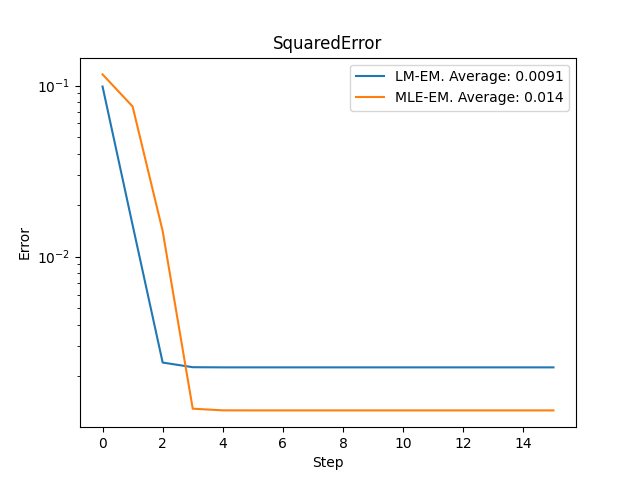 SquaredError
LM-EM. Average: 0.0091
MLE-EM. Average: 0.014
10⁻¹
10⁻²
Error
0 2 4 6 8 10 12 14
Step